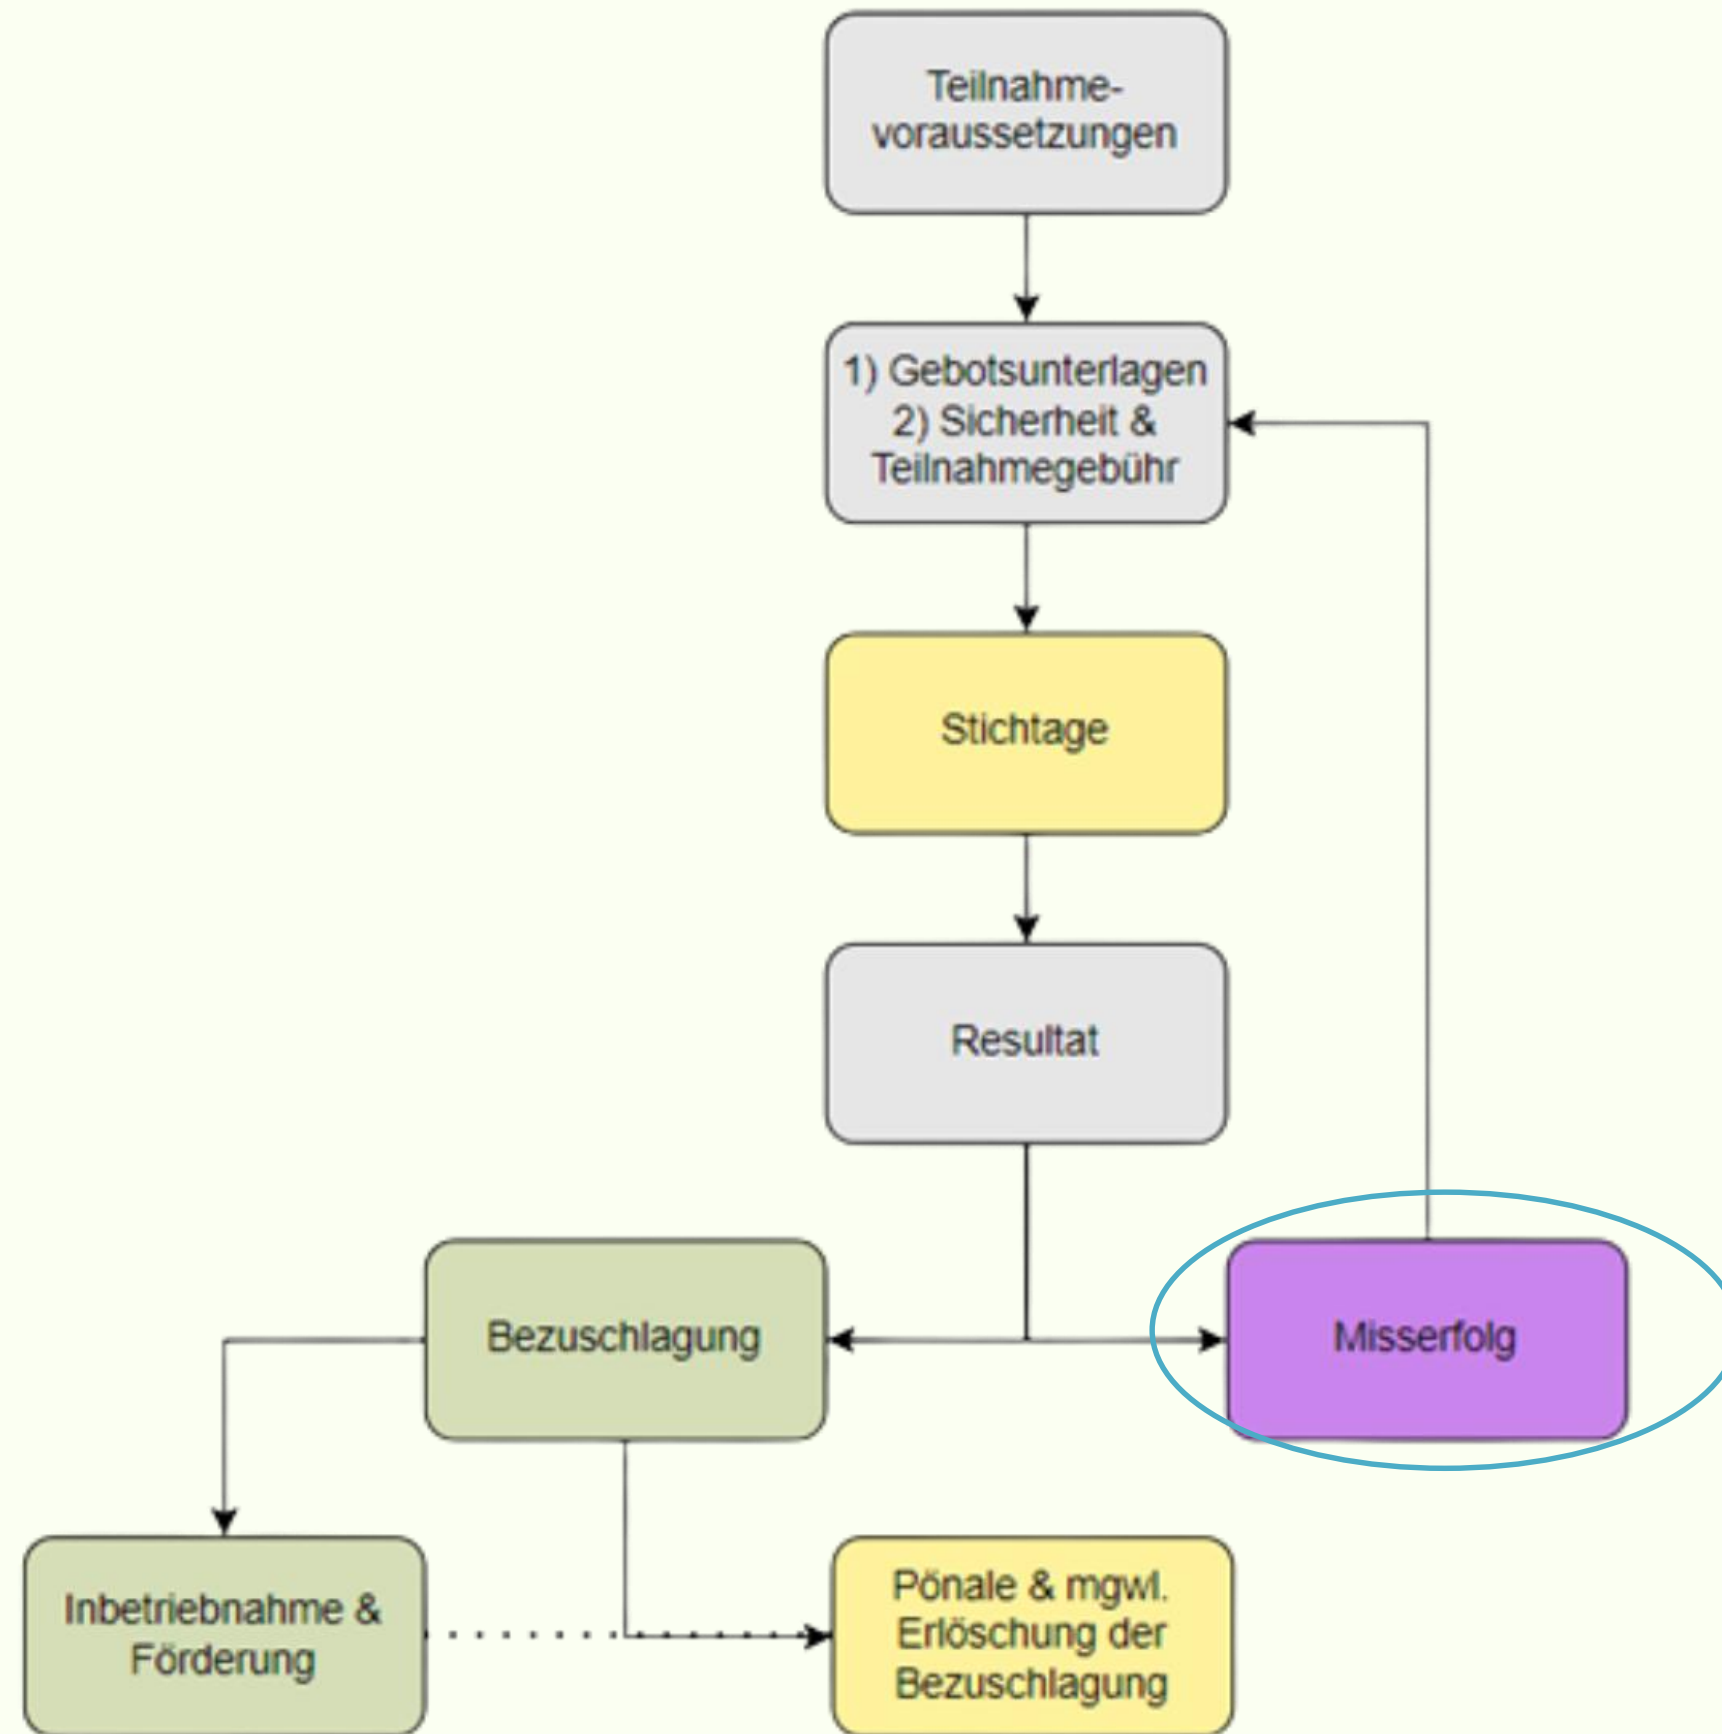 Teilnahme-
voraussetzungen
1) Gebotsunterlagen
2) Sicherheit &
Teilnahmegebühr
Stichtage
Resultat
Bezuschlagung
Misserfolg
Inbetriebnahme &
Förderung
Pönale & mgwl.
Erlöschung der
Bezuschlagung